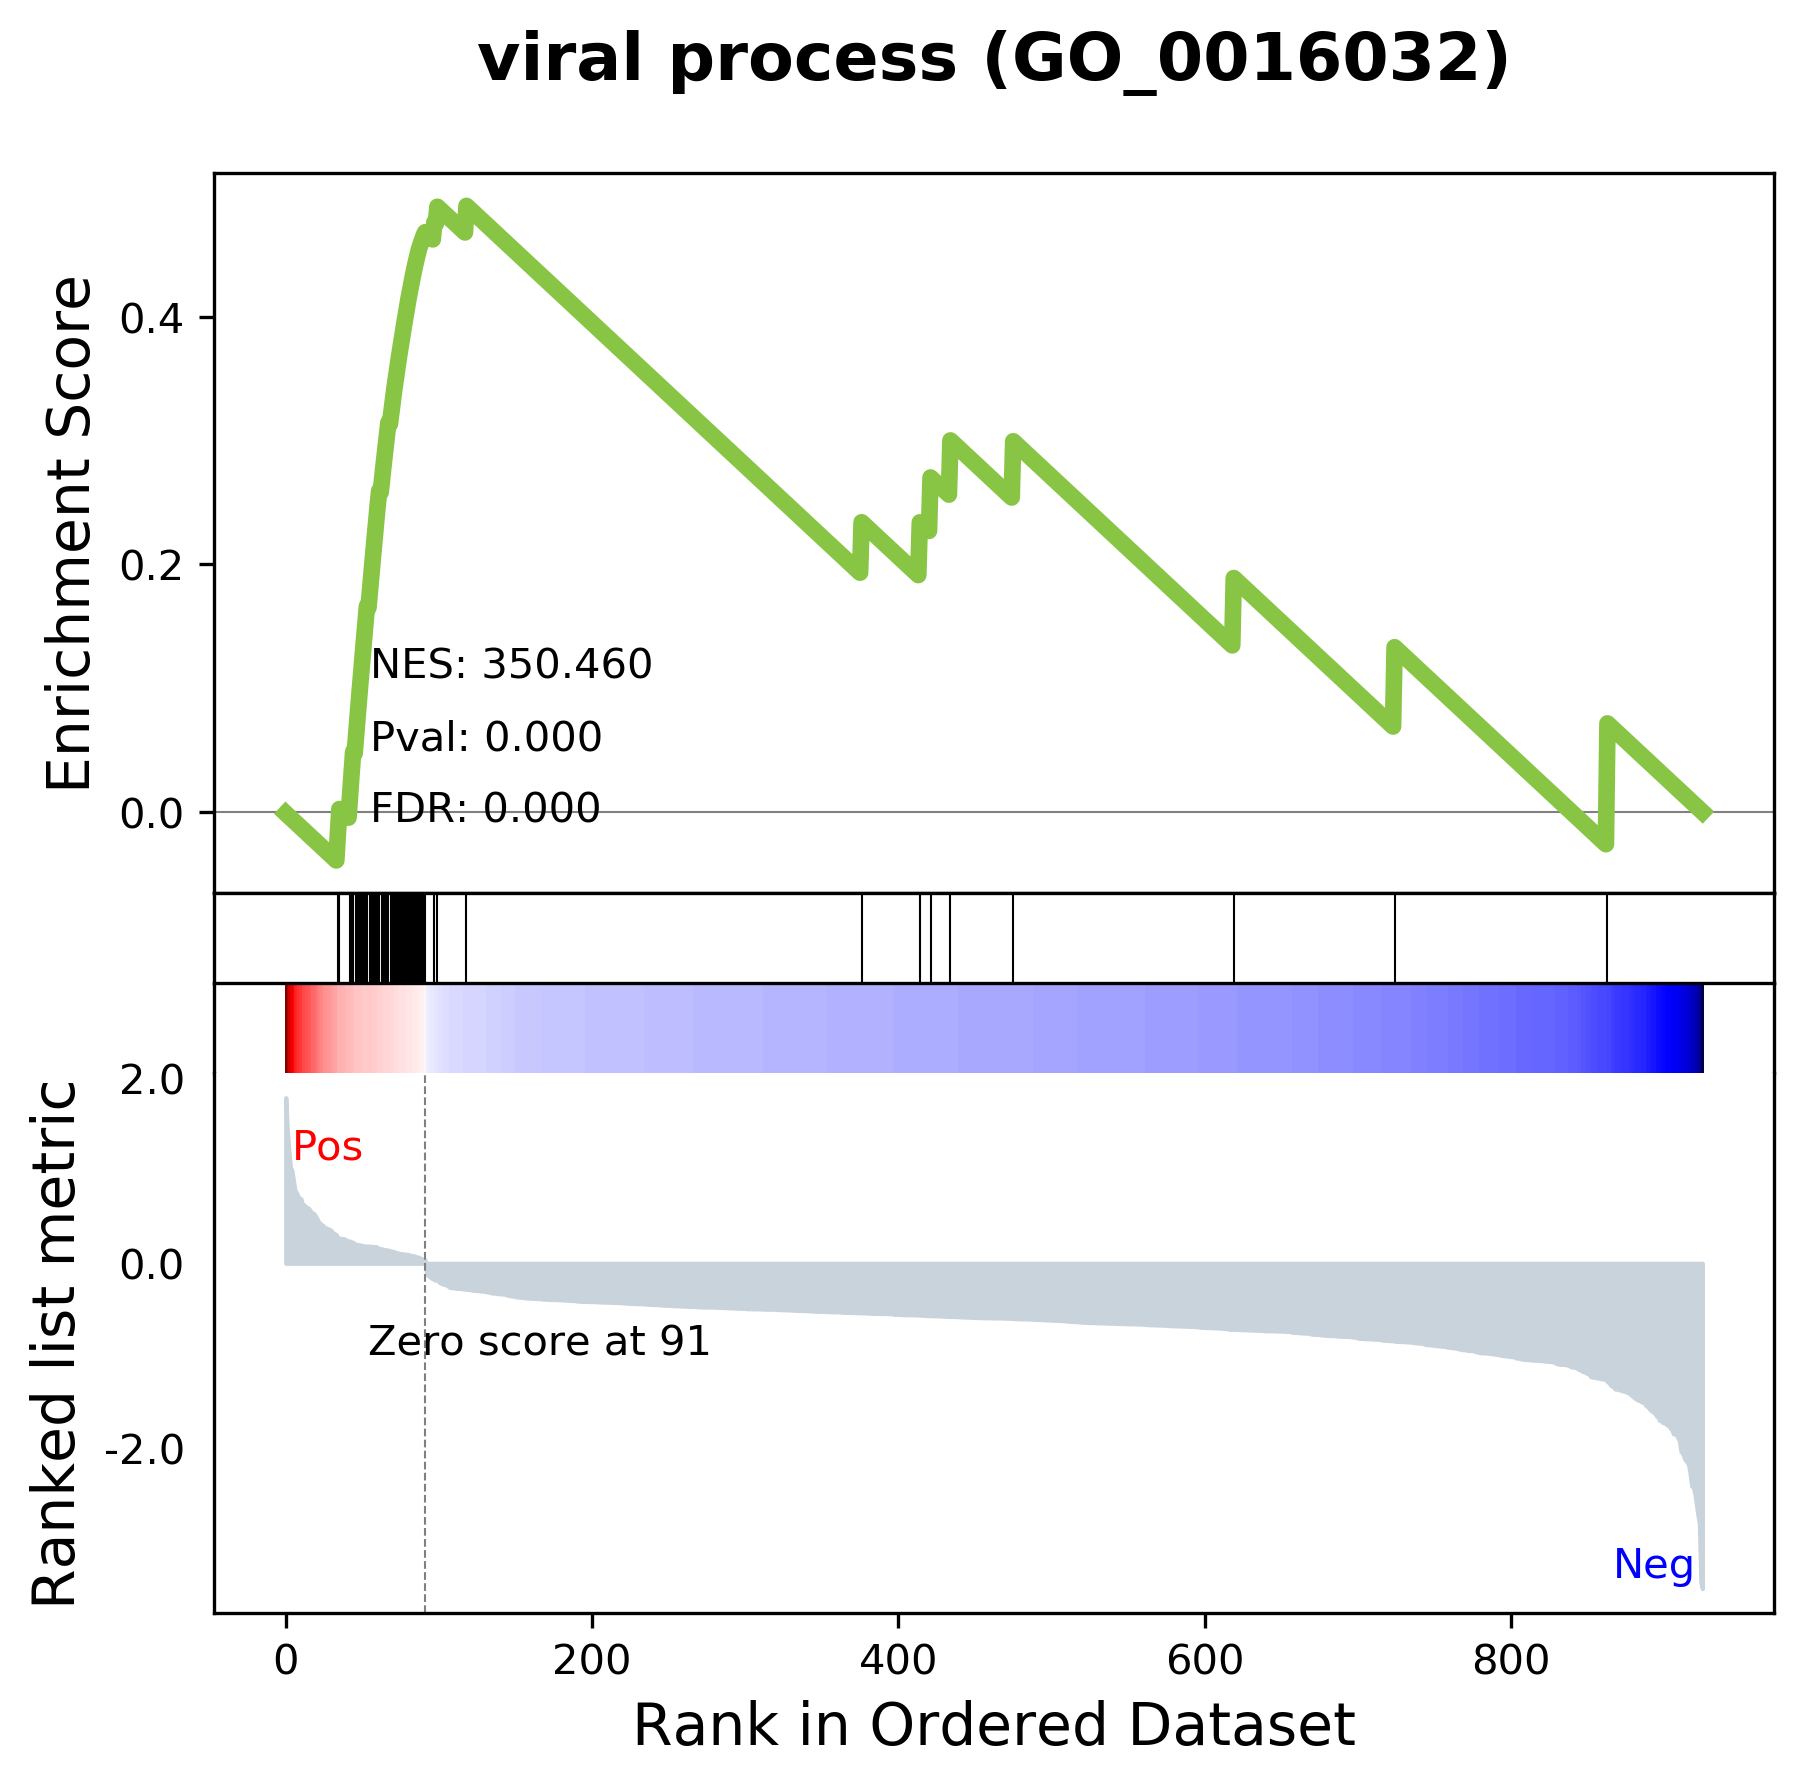 viral process (GO_0016032)
Enrichment Score
0.4
0.2
0.0
NES: 350.460
Pval: 0.000
FDR: 0.000
Ranked list metric
2.0
0.0
-2.0
Pos
Zero score at 91
Neg
0 200 400 600 800
Rank in Ordered Dataset